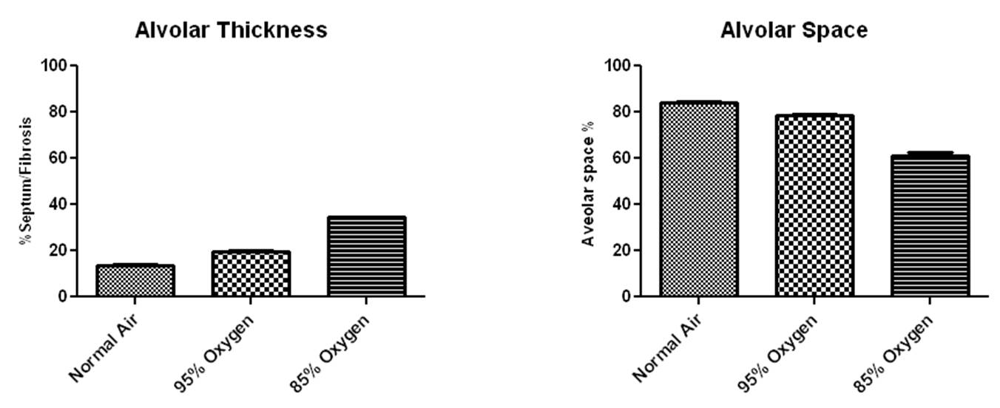 Alvolar Thickness
% Septum/Fibrosis
100
80
60
40
20
0
Normal Air
95% Oxygen
85% Oxygen
Alvolar Space
Aveolar space %
100
80
60
40
20
0
Normal Air
95% Oxygen
85% Oxygen